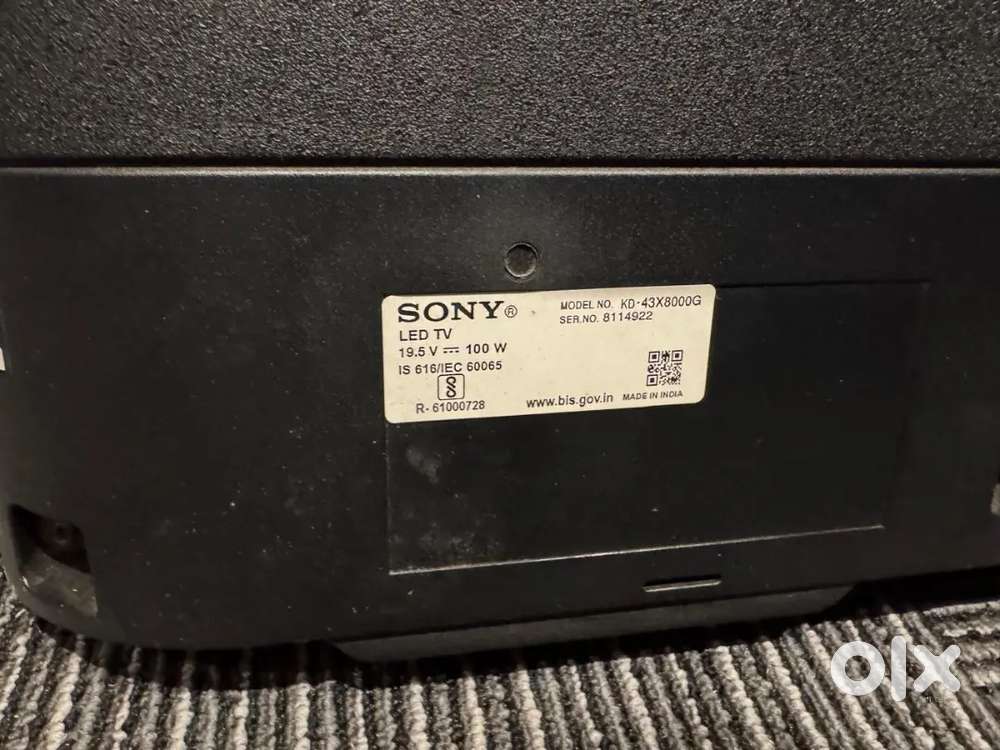 SONY®
MODEL NO. KD-43X8000G
SER.NO. 8114922
LED TV
19.5 V ⎓ 100 W
IS 616/IEC 60065
R- 61000728
www.bis.gov.in
MADE IN INDIA
olx